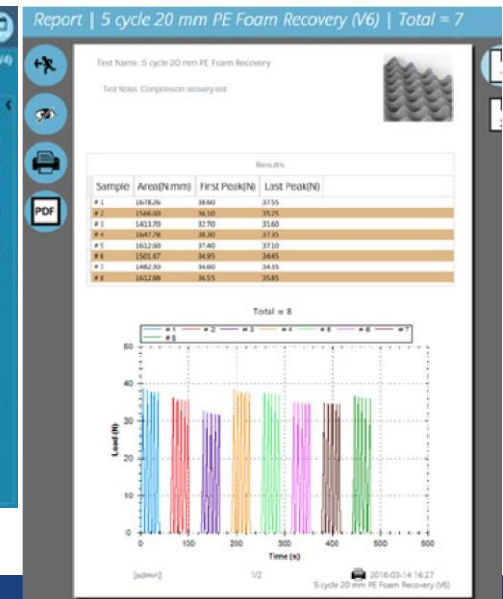 V4)
Report | 5 cycle 20 mm PE Foam Recovery (V6) | Total = 7
Test Name :5 cycle 20 mm PE Foam Recovery
Test Note: Compression recovery test
PDF
Results
Sample Area(N.mm) First Peak(N) Last Peak(N)
# 1 1678.26 38.60 37.55
# 2 1566.60 36.10 35.25
# 3 1413.70 32.70 31.60
# 4 1647.78 38.30 37.35
# 5 1612.60 37.40 37.10
# 6 1501.47 34.95 34.45
# 7 1482.30 34.60 34.35
# 8 1612.88 36.55 35.85
Total = 8
# 1 # 2 # 3 # 4 # 5 # 6 # 7
# 8
Load (N)
50
40
30
20
10
0
0 100 200 300 400 500 600
Time (s)
[admin] 1/2 2016-03-14 16:27
5 cycle 20 mm PE Foam Recovery (V6)